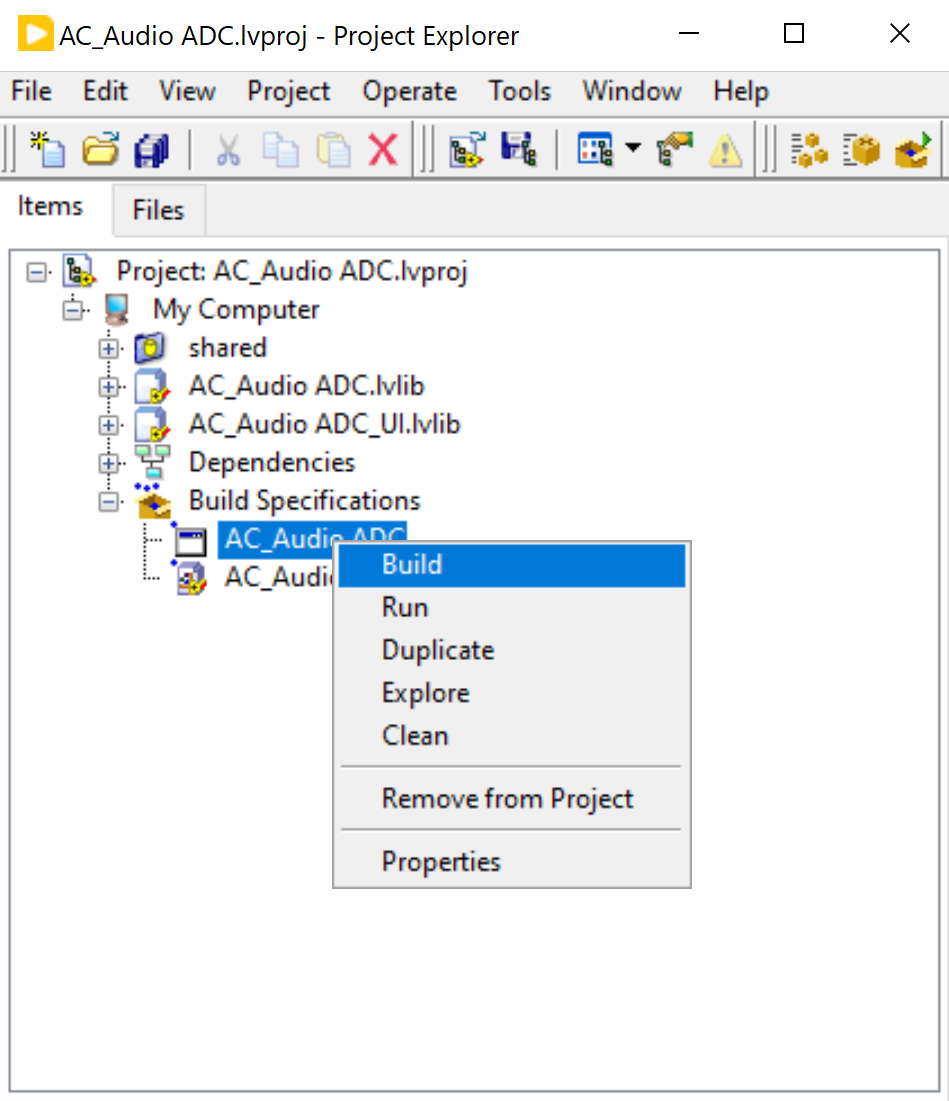 AC_Audio ADC.lvproj - Project Explorer
File Edit View Project Operate Tools Window Help
Items Files
Project: AC_Audio ADC.lvproj
My Computer
shared
AC_Audio ADC.lvlib
AC_Audio ADC_UI.lvlib
Dependencies
Build Specifications
AC_Audio ADC
AC_Audio
Build
Run
Duplicate
Explore
Clean
Remove from Project
Properties